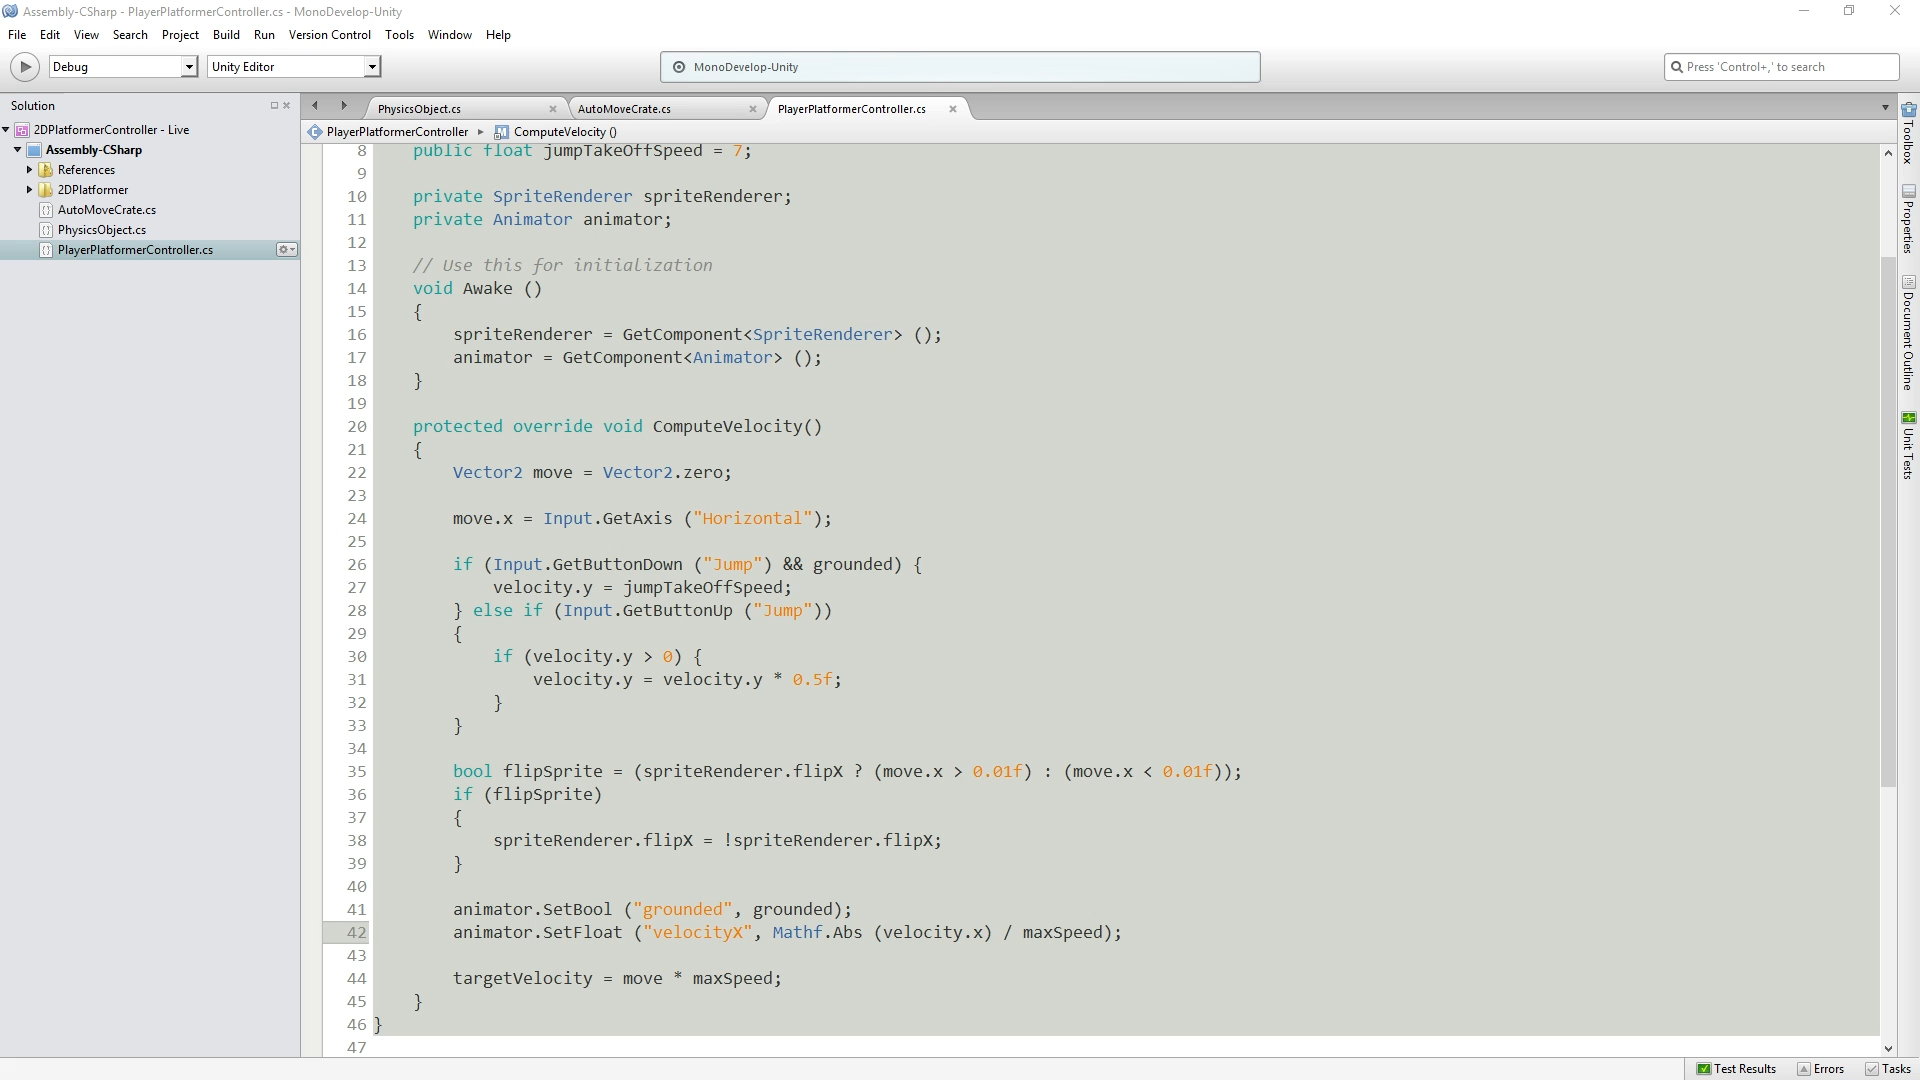 Assembly-CSharp - PlayerPlatformerController.cs - MonoDevelop-Unity
File Edit View Search Project Build Run Version Control Tools Window Help
Debug Unity Editor MonoDevelop-Unity Press 'Control+,' to search
Solution
2DPlatformerController - Live
Assembly-CSharp
References
2DPlatformer
AutoMoveCrate.cs
PhysicsObject.cs
PlayerPlatformerController.cs
PhysicsObject.cs AutoMoveCrate.cs PlayerPlatformerController.cs
PlayerPlatformerController ComputeVelocity ()
8 public float jumpTakeOffSpeed = 7;
9
10 private SpriteRenderer spriteRenderer;
11 private Animator animator;
12
13 // Use this for initialization
14 void Awake ()
15 {
16 spriteRenderer = GetComponent<SpriteRenderer> ();
17 animator = GetComponent<Animator> ();
18 }
19
20 protected override void ComputeVelocity()
21 {
22 Vector2 move = Vector2.zero;
23
24 move.x = Input.GetAxis ("Horizontal");
25
26 if (Input.GetButtonDown ("Jump") && grounded) {
27 velocity.y = jumpTakeOffSpeed;
28 } else if (Input.GetButtonUp ("Jump"))
29 {
30 if (velocity.y > 0) {
31 velocity.y = velocity.y * 0.5f;
32 }
33 }
34
35 bool flipSprite = (spriteRenderer.flipX ? (move.x > 0.01f) : (move.x < 0.01f));
36 if (flipSprite)
37 {
38 spriteRenderer.flipX = !spriteRenderer.flipX;
39 }
40
41 animator.SetBool ("grounded", grounded);
42 animator.SetFloat ("velocityX", Mathf.Abs (velocity.x) / maxSpeed);
43
44 targetVelocity = move * maxSpeed;
45 }
46 }
47
Toolbox
Properties
Document Outline
Unit Tests
Test Results Errors Tasks